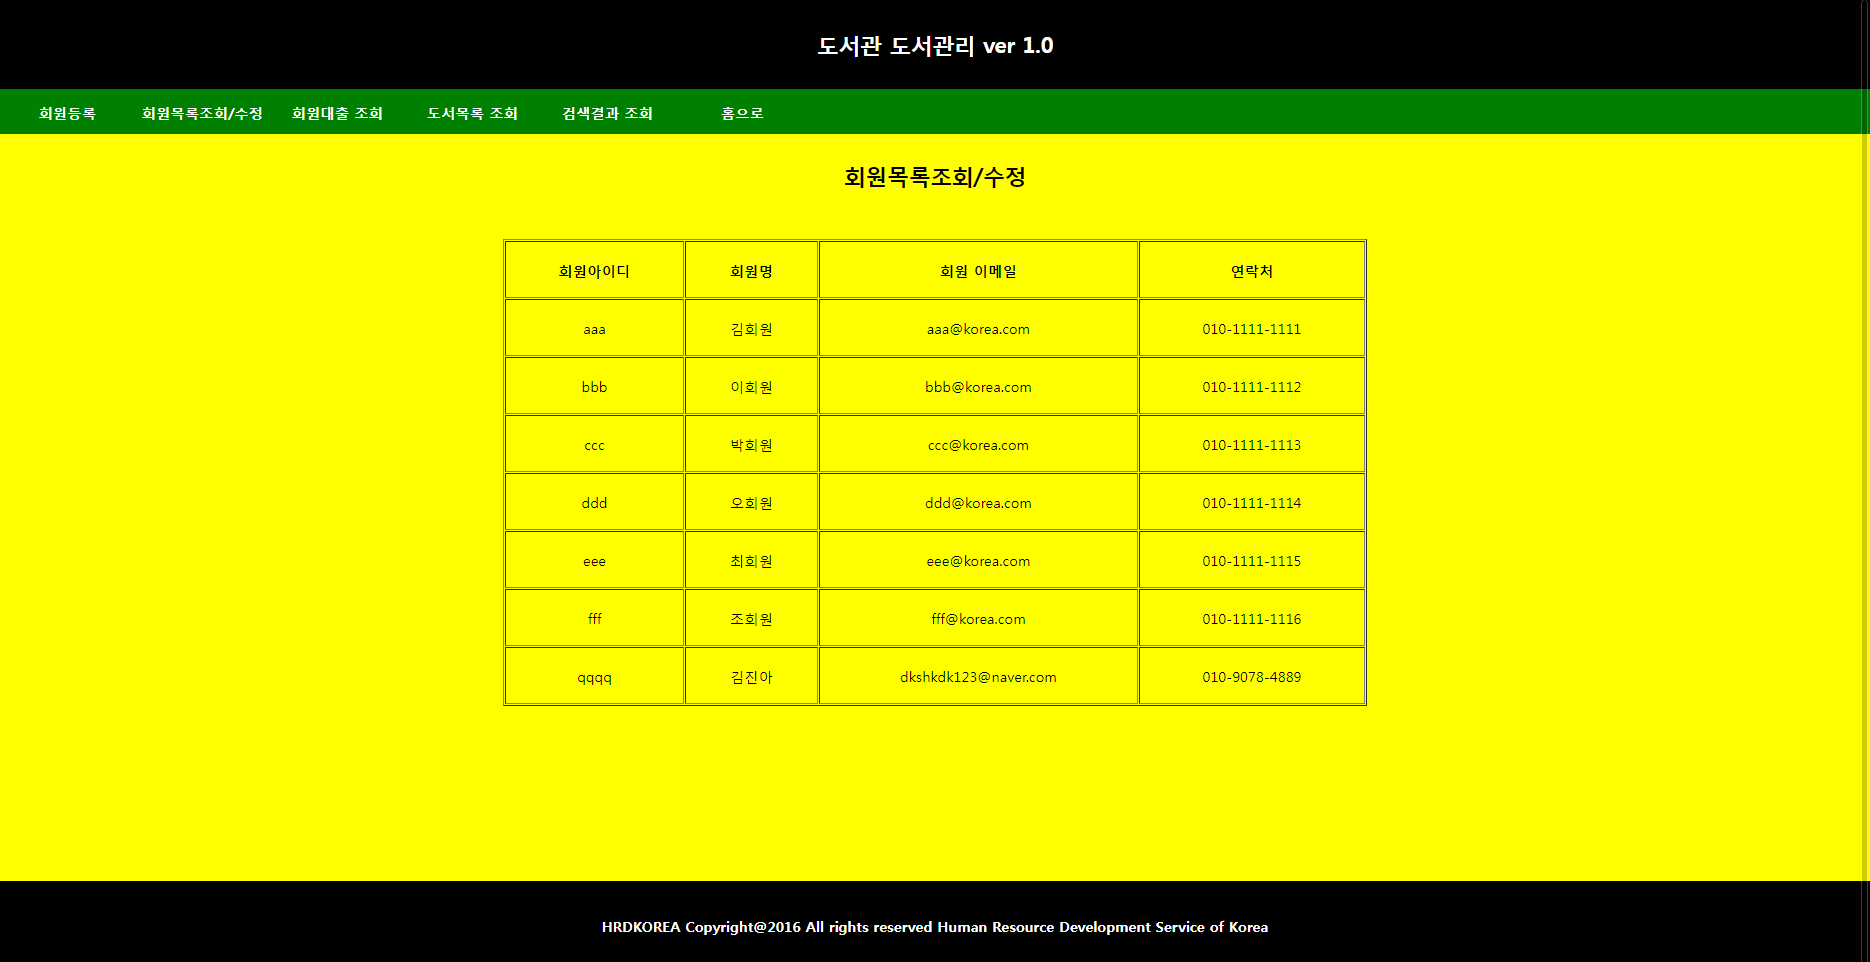 도서관 도서관리 ver 1.0
회원등록 회원목록조회/수정 회원대출 조회 도서목록 조회 검색결과 조회 홈으로
회원목록조회/수정
회원아이디 회원명 회원 이메일 연락처
aaa 김회원 aaa@korea.com 010-1111-1111
bbb 이회원 bbb@korea.com 010-1111-1112
ccc 박회원 ccc@korea.com 010-1111-1113
ddd 오회원 ddd@korea.com 010-1111-1114
eee 최회원 eee@korea.com 010-1111-1115
fff 조회원 fff@korea.com 010-1111-1116
qqqq 김진아 dkshkdk123@naver.com 010-9078-4889
HRDKOREA Copyright@2016 All rights reserved Human Resource Development Service of Korea